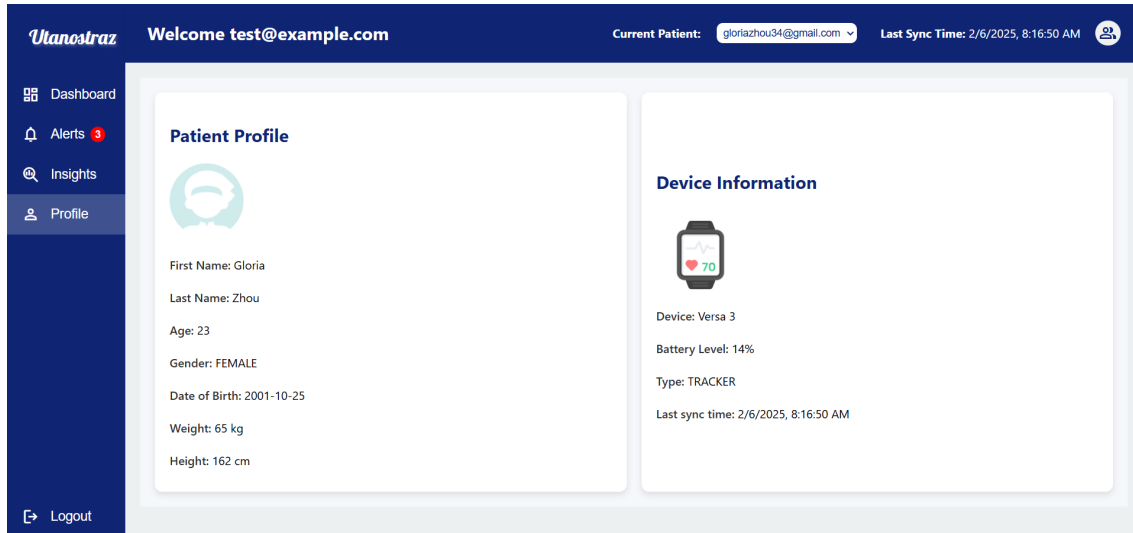 Utanostraz
Welcome test@example.com
Current Patient: gloriazhou34@gmail.com Last Sync Time: 2/6/2025, 8:16:50 AM
Dashboard
Alerts 3
Insights
Profile
Logout
Patient Profile
First Name: Gloria
Last Name: Zhou
Age: 23
Gender: FEMALE
Date of Birth: 2001-10-25
Weight: 65 kg
Height: 162 cm
Device Information
70
Device: Versa 3
Battery Level: 14%
Type: TRACKER
Last sync time: 2/6/2025, 8:16:50 AM